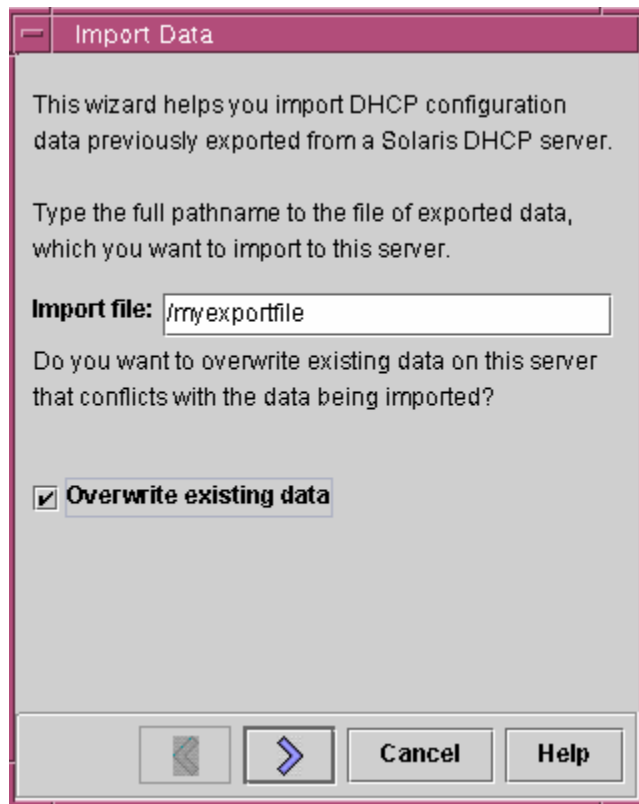 Import Data
This wizard helps you import DHCP configuration
data previously exported from a Solaris DHCP server.
Type the full pathname to the file of exported data,
which you want to import to this server.
Import file: /myexportfile
Do you want to overwrite existing data on this server
that conflicts with the data being imported?
Overwrite existing data
Cancel Help